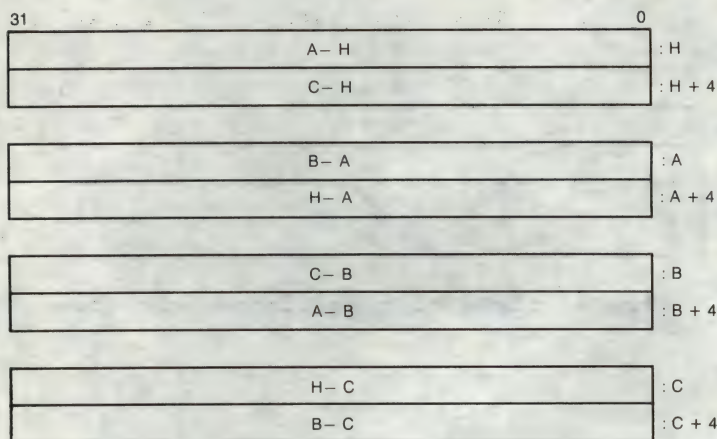 31 0
A– H : H
C– H : H + 4
B– A : A
H– A : A + 4
C– B : B
A– B : B + 4
H– C : C
B– C : C + 4